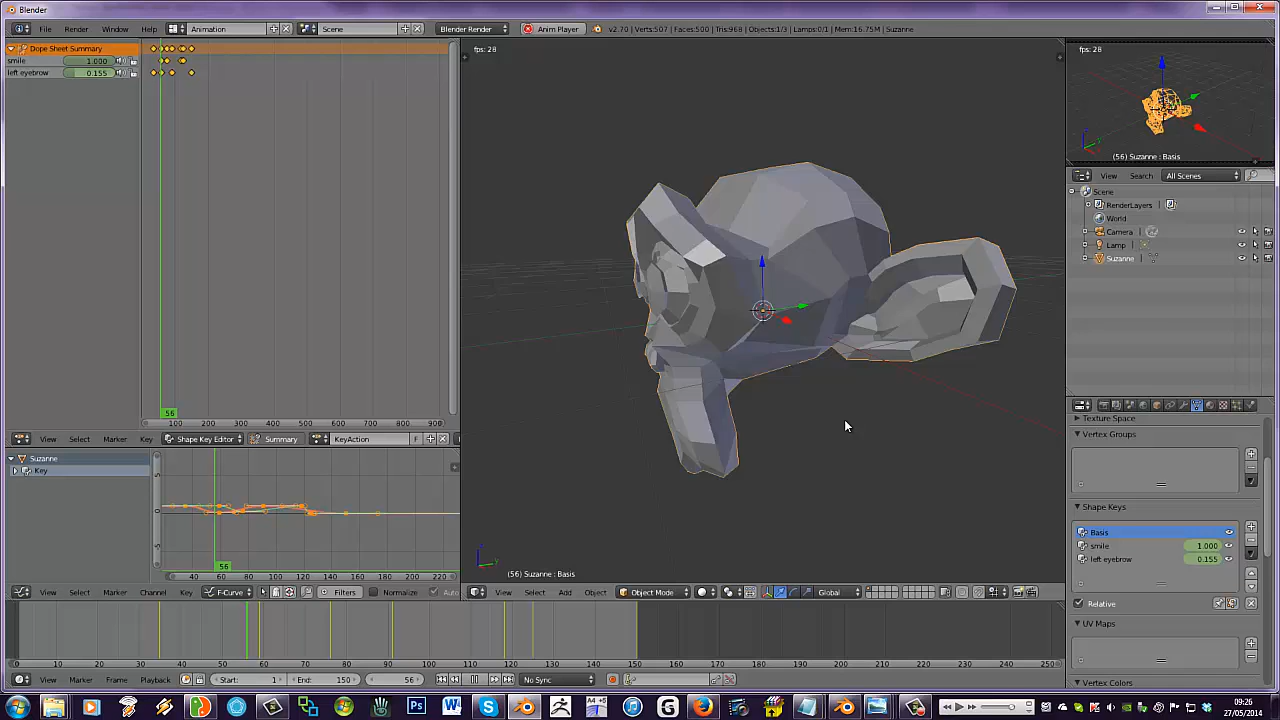 Blender
File Render Window Help Animation Scene Blender Render Anim Player v2.70 | Verts:507 | Faces:500 | Tris:968 | Objects:1/3 | Lamps:0/1 | Mem:16.75M | Suzanne
Dope Sheet Summary
smile 1.000
left eyebrow 0.155
56
0 100 200 300 400 500 600 700 800 900
View Select Marker Key Shape Key Editor Summary KeyAction F
Suzanne
Key
5
0
-5
56
40 60 80 100 120 140 160 180 200 220
View Select Marker Channel Key F-Curve Filters Normalize Auto
fps: 28
(56) Suzanne : Basis
View Select Add Object Object Mode Global
fps: 28
(56) Suzanne : Basis
View Search All Scenes
Scene
RenderLayers
World
Camera
Lamp
Suzanne
Texture Space
Vertex Groups
Shape Keys
Basis
smile 1.000
left eyebrow 0.155
Relative
UV Maps
Vertex Colors
0 10 20 30 40 50 60 70 80 90 100 110 120 130 140 150 160 170 180 190 200 210 220 230 240 250
View Marker Frame Playback Start: 1 End: 150 56 No Sync
09:26
27/05/2014